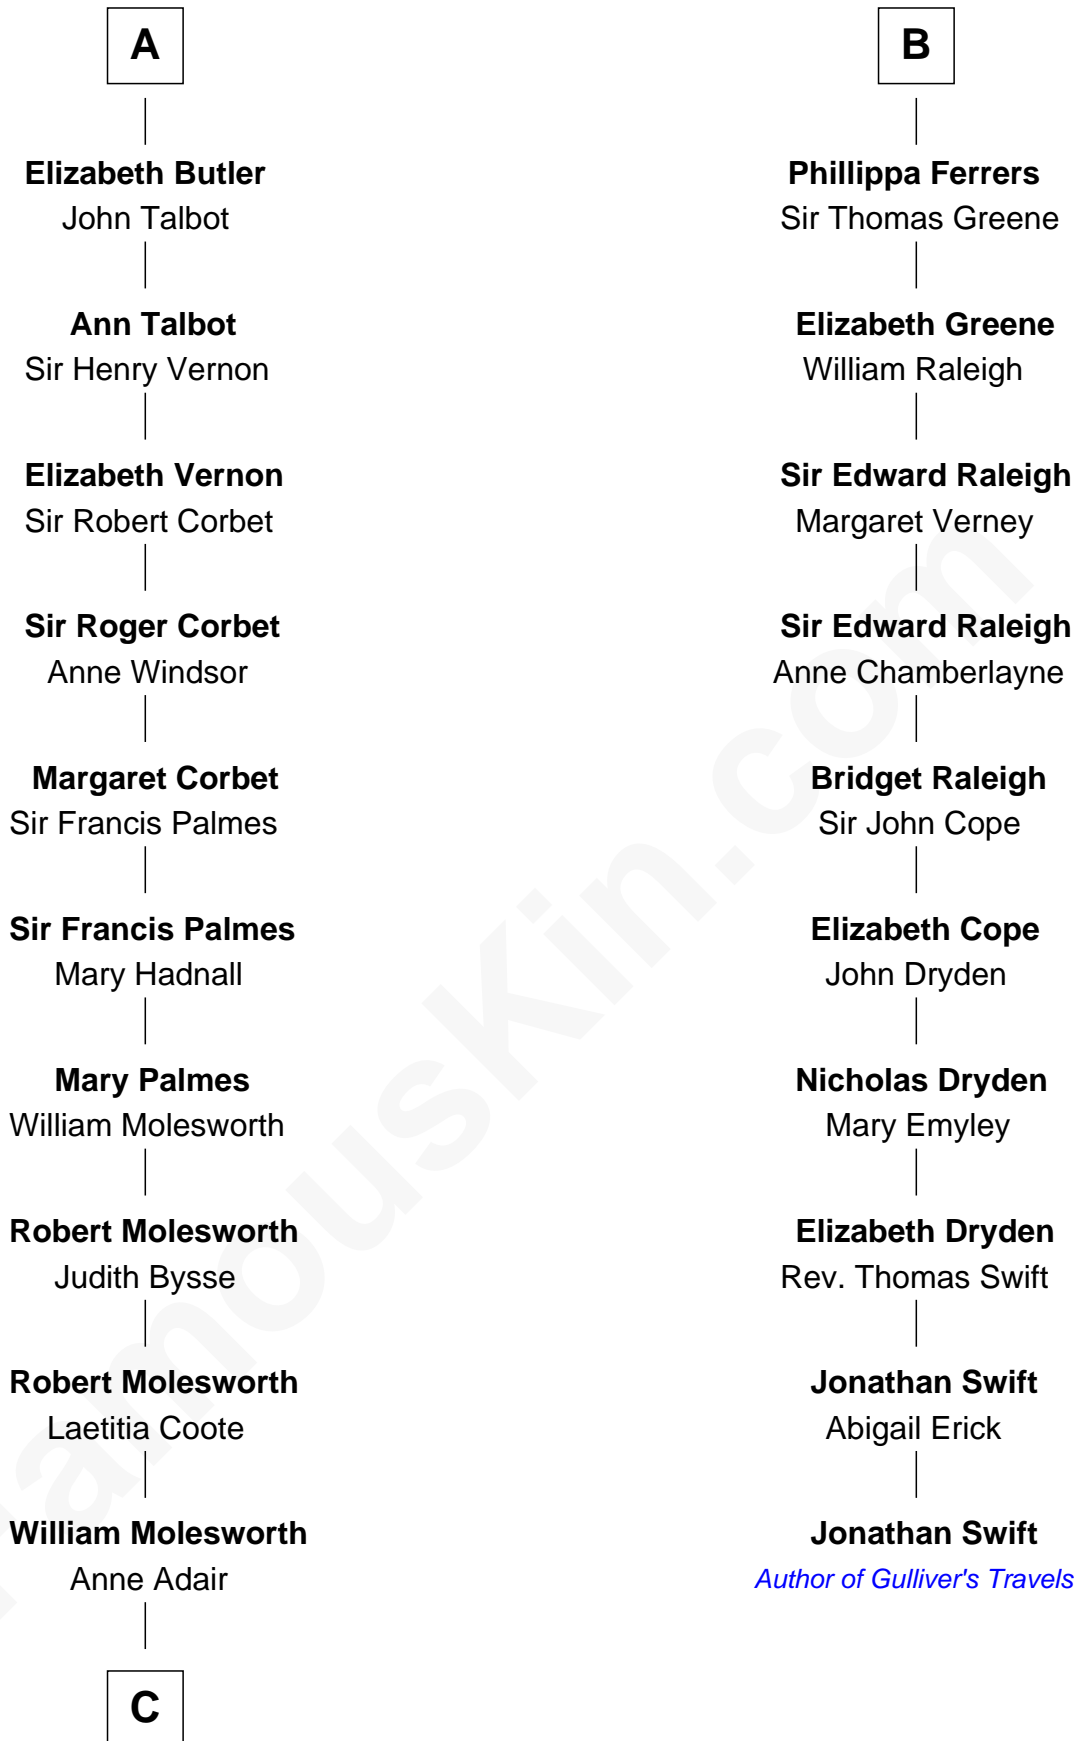 A
Elizabeth Butler
John Talbot
Ann Talbot
Sir Henry Vernon
Elizabeth Vernon
Sir Robert Corbet
Sir Roger Corbet
Anne Windsor
Margaret Corbet
Sir Francis Palmes
Sir Francis Palmes
Mary Hadnall
Mary Palmes
William Molesworth
Robert Molesworth
Judith Bysse
Robert Molesworth
Laetitia Coote
William Molesworth
Anne Adair
C
B
Phillippa Ferrers
Sir Thomas Greene
Elizabeth Greene
William Raleigh
Sir Edward Raleigh
Margaret Verney
Sir Edward Raleigh
Anne Chamberlayne
Bridget Raleigh
Sir John Cope
Elizabeth Cope
John Dryden
Nicholas Dryden
Mary Emyley
Elizabeth Dryden
Rev. Thomas Swift
Jonathan Swift
Abigail Erick
Jonathan Swift
Author of Gulliver's Travels
FamousKin.com